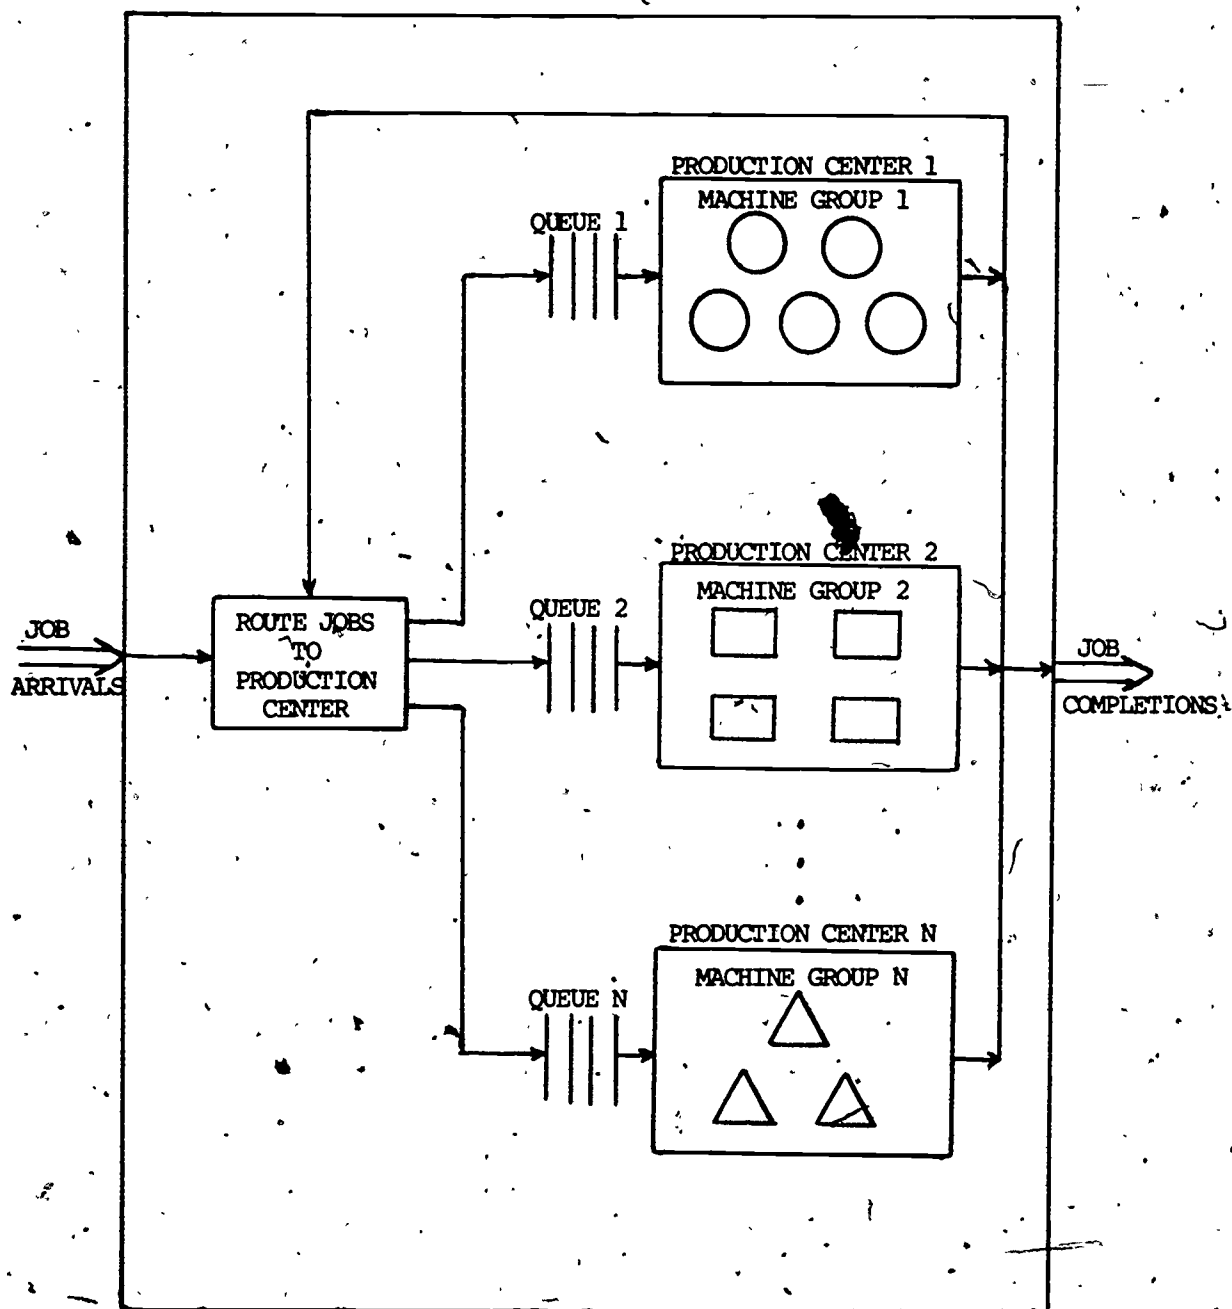 PRODUCTION CENTER 1
MACHINE GROUP 1
QUEUE 1
PRODUCTION CENTER 2
MACHINE GROUP 2
QUEUE 2
ROUTE JOBS
TO
PRODUCTION
CENTER
JOB
ARRIVALS
JOB
COMPLETIONS
PRODUCTION CENTER N
MACHINE GROUP N
QUEUE N